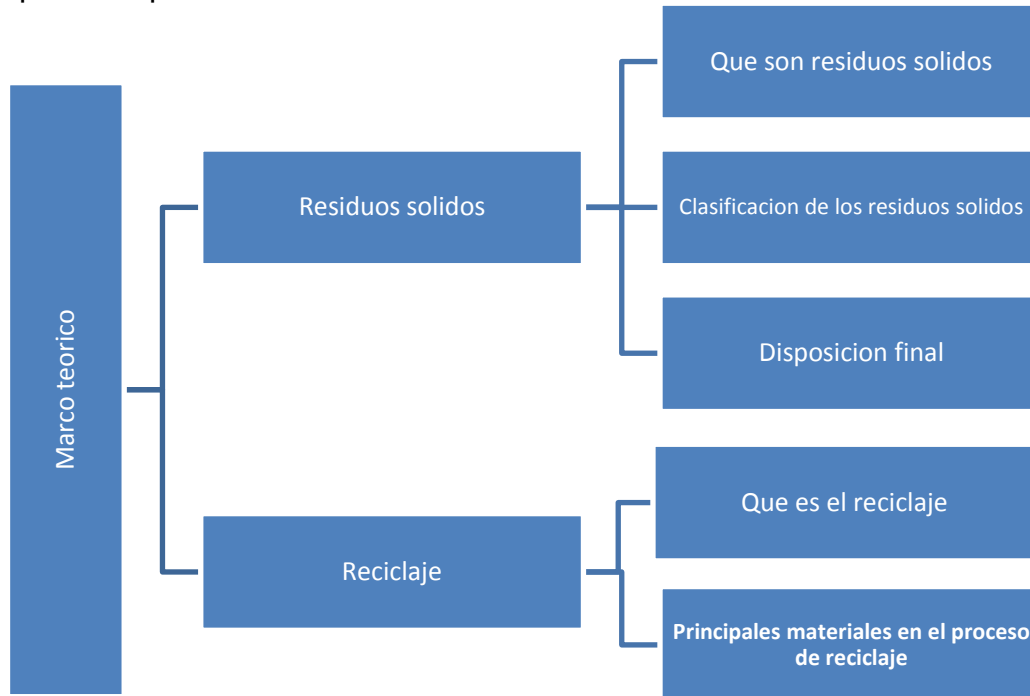 Marco teorico
Residuos solidos
Que son residuos solidos
Clasificacion de los residuos solidos
Disposicion final
Reciclaje
Que es el reciclaje
Principales materiales en el proceso
de reciclaje